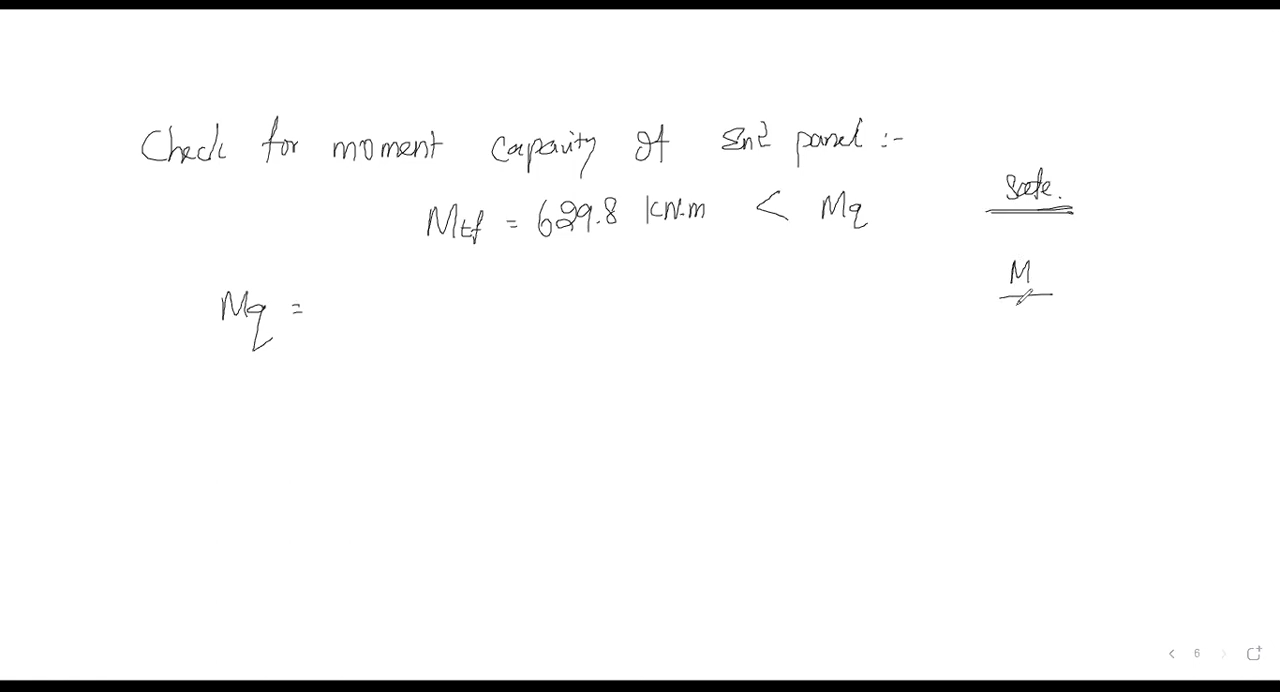 Check for moment capacity of End panel :-
Mtf = 629.8 kN.m < Mq safe.
M
Mq =
6